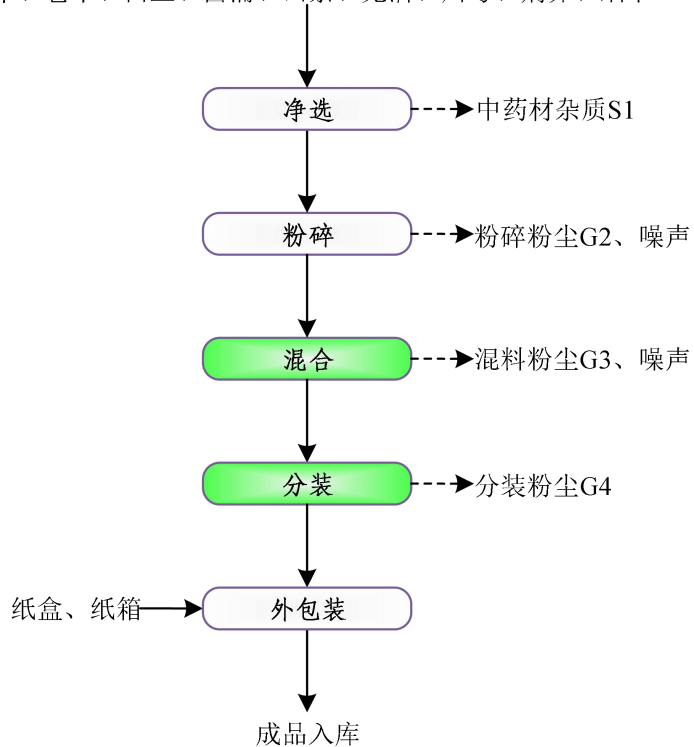 净选
中药材杂质S1
粉碎
粉碎粉尘G2、噪声
混合
混料粉尘G3、噪声
分装
分装粉尘G4
纸盒、纸箱
外包装
成品入库